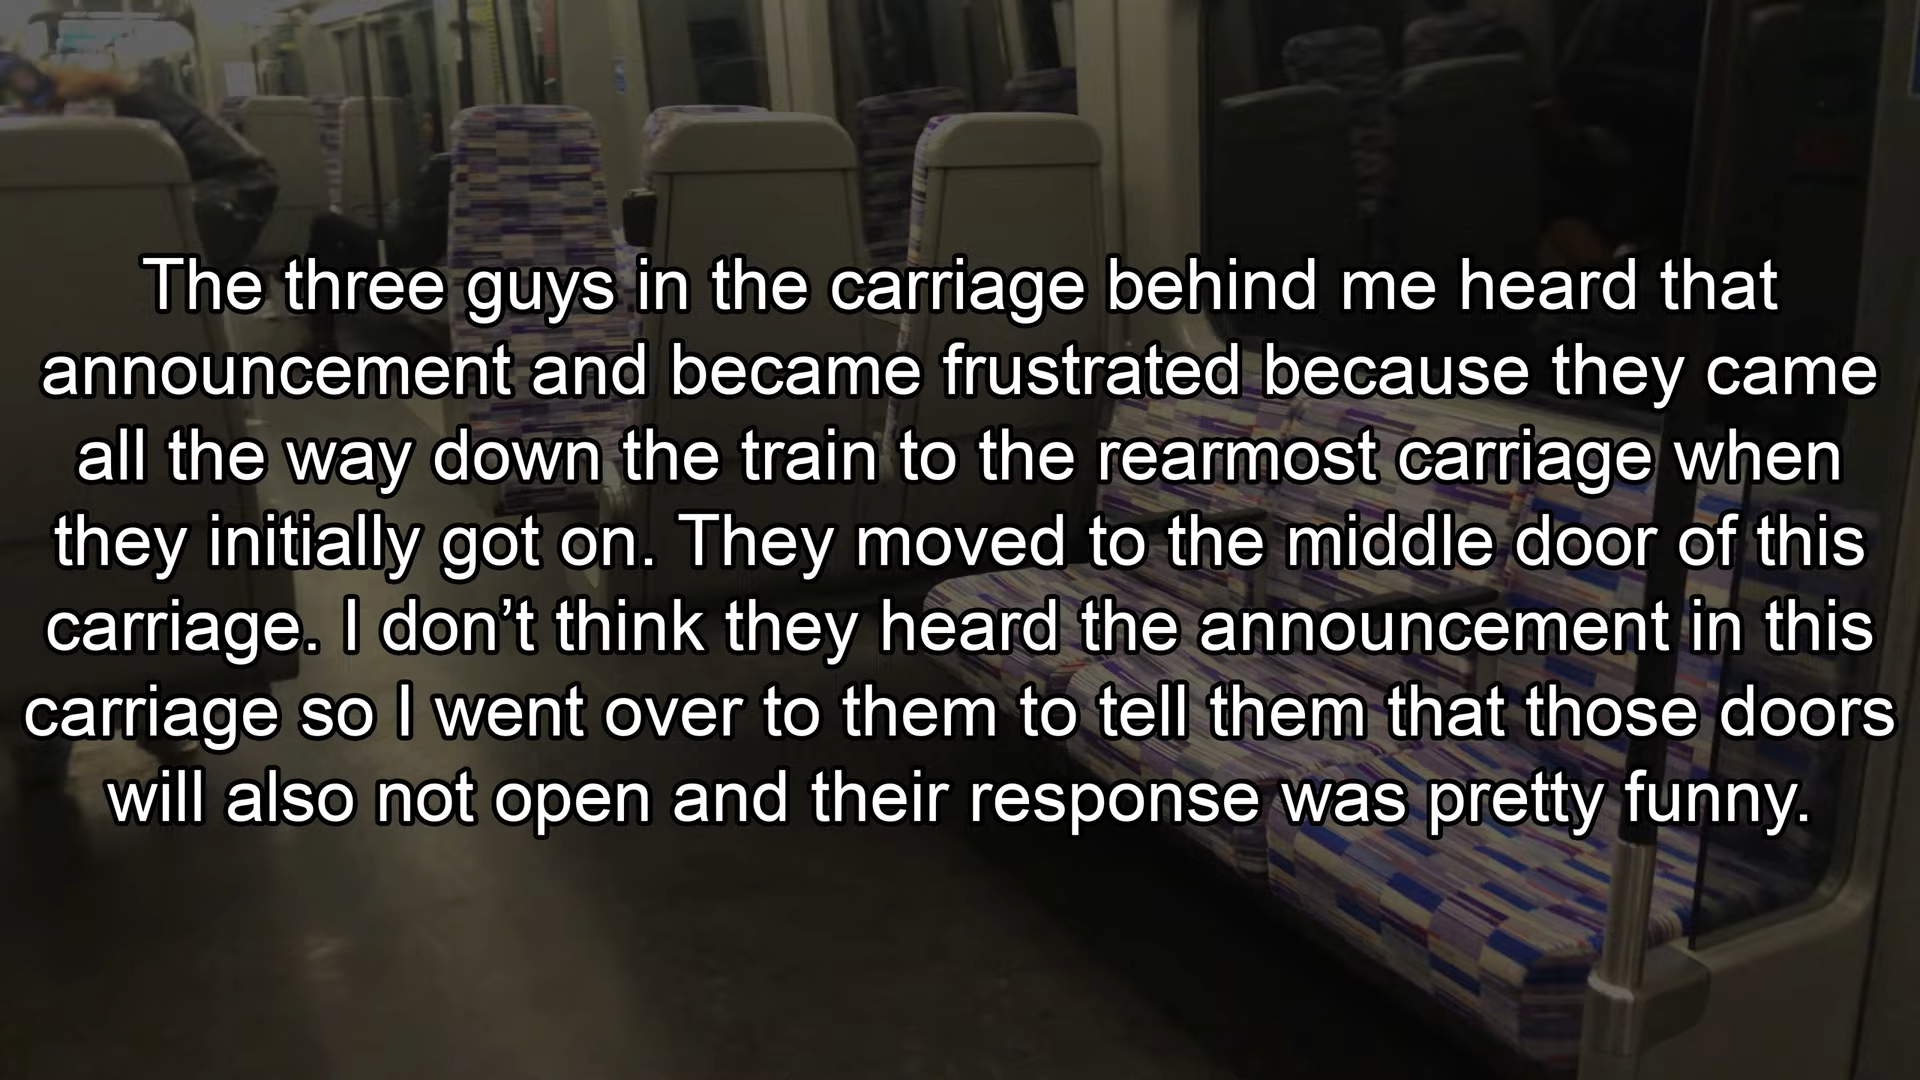 The three guys in the carriage behind me heard that
announcement and became frustrated because they came
all the way down the train to the rearmost carriage when
they initially got on. They moved to the middle door of this
carriage. I don’t think they heard the announcement in this
carriage so I went over to them to tell them that those doors
will also not open and their response was pretty funny.